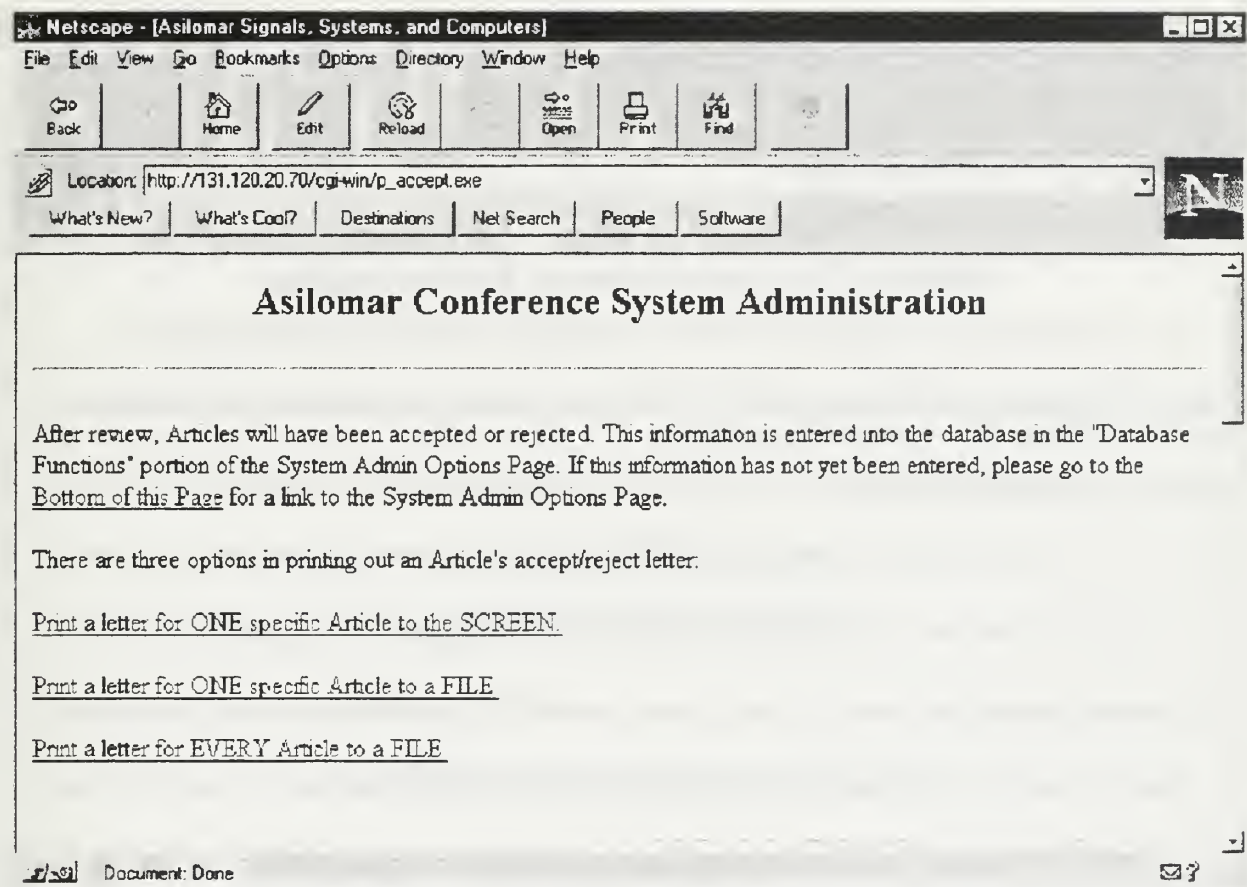 Netscape - [Asilomar Signals, Systems, and Computers]
File Edit View Go Bookmarks Options Directory Window Help
Back Home Edit Reload Open Print Find
Location: http://131.120.20.70/cgi-win/p_accept.exe
N
What's New? What's Cool? Destinations Net Search People Software
Asilomar Conference System Administration
After review, Articles will have been accepted or rejected. This information is entered into the database in the "Database
Functions" portion of the System Admin Options Page. If this information has not yet been entered, please go to the
Bottom of this Page for a link to the System Admin Options Page.
There are three options in printing out an Article's accept/reject letter:
Print a letter for ONE specific Article to the SCREEN.
Print a letter for ONE specific Article to a FILE
Print a letter for EVERY Article to a FILE
Document: Done